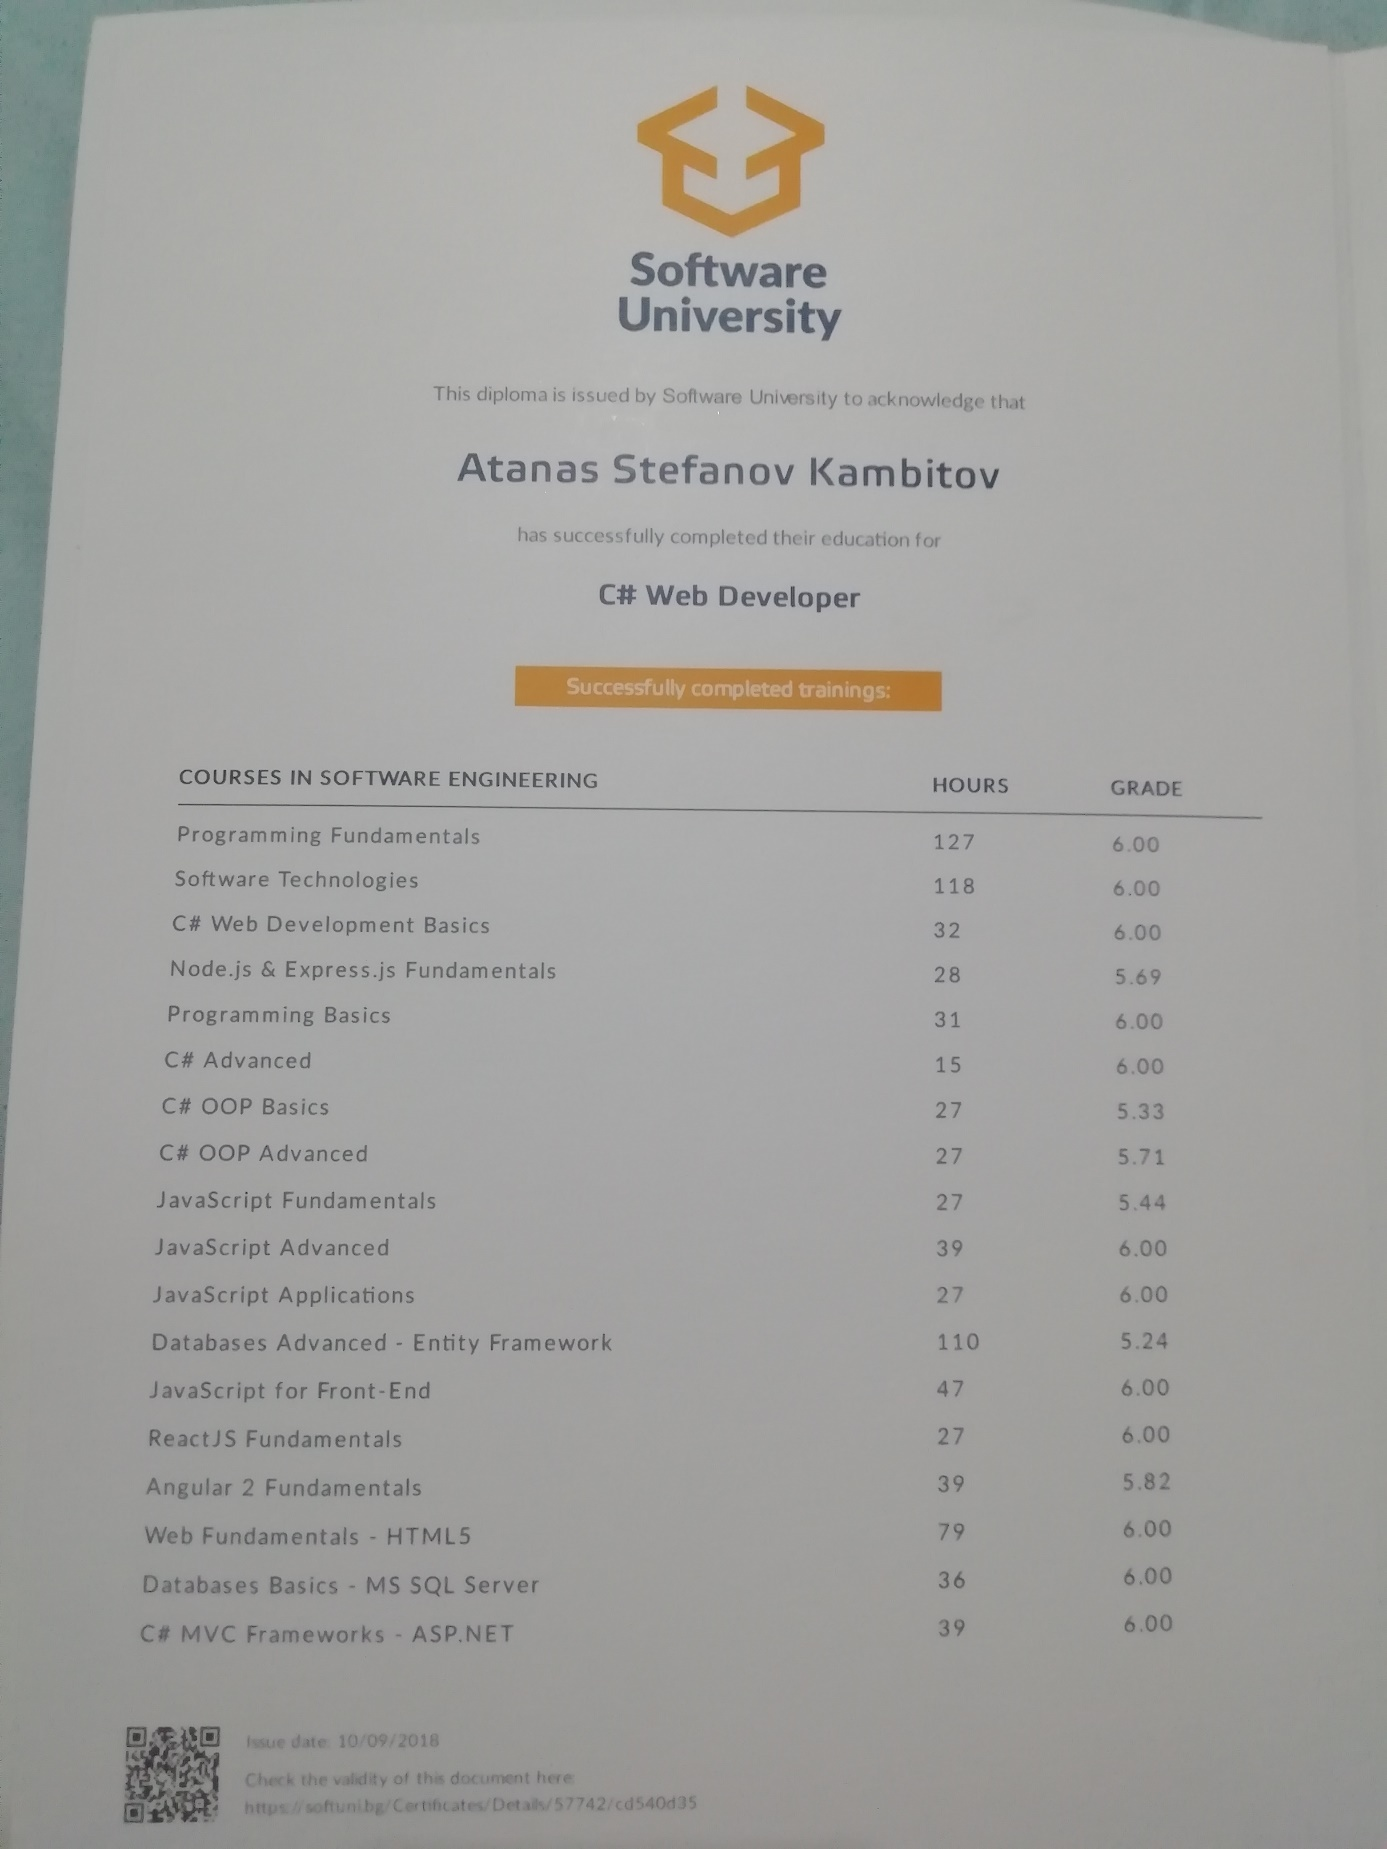 Software
University
This diploma is issued by Software University to acknowledge that
Atanas Stefanov Kambitov
has successfully completed their education for
C# Web Developer
Successfully completed trainings:
COURSES IN SOFTWARE ENGINEERING HOURS GRADE
Programming Fundamentals 127 6.00
Software Technologies 118 6.00
C# Web Development Basics 32 6.00
Node.js & Express.js Fundamentals 28 5.69
Programming Basics 31 6.00
C# Advanced 15 6.00
C# OOP Basics 27 5.33
C# OOP Advanced 27 5.71
JavaScript Fundamentals 27 5.44
JavaScript Advanced 39 6.00
JavaScript Applications 27 6.00
Databases Advanced - Entity Framework 110 5.24
JavaScript for Front-End 47 6.00
ReactJS Fundamentals 27 6.00
Angular 2 Fundamentals 39 5.82
Web Fundamentals - HTML5 79 6.00
Databases Basics - MS SQL Server 36 6.00
C# MVC Frameworks - ASP.NET 39 6.00
Issue date: 10/09/2018
Check the validity of this document here:
https://softuni.bg/Certificates/Details/57742/cd540d35